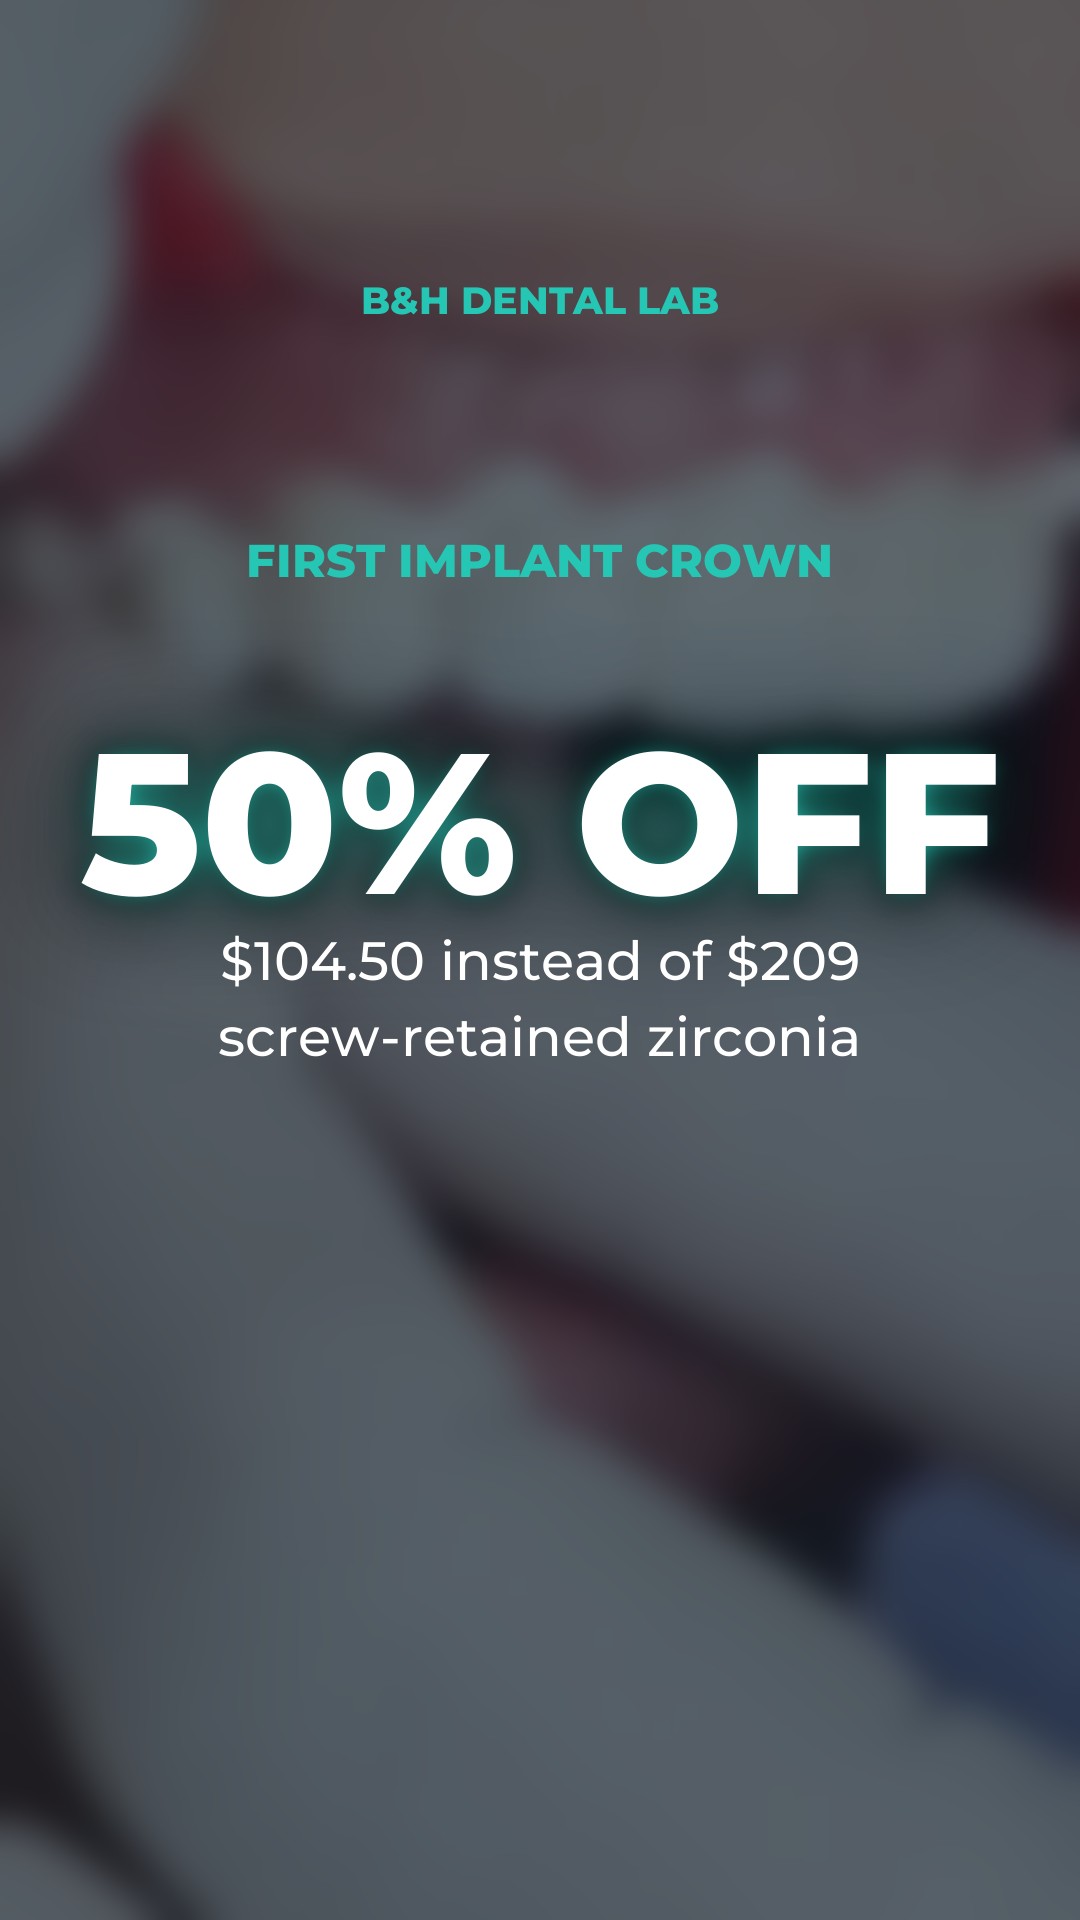 B&H DENTAL LAB
FIRST IMPLANT CROWN
50% OFF
$104.50 instead of $209
screw-retained zirconia